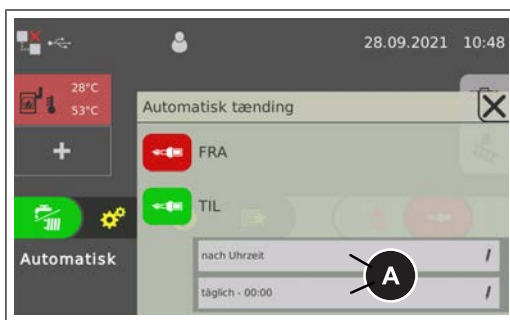 28.09.2021 10:48
28°C
53°C
Automatisk tænding
FRA
TIL
Automatisk
nach Uhrzeit
täglich - 00:00
A